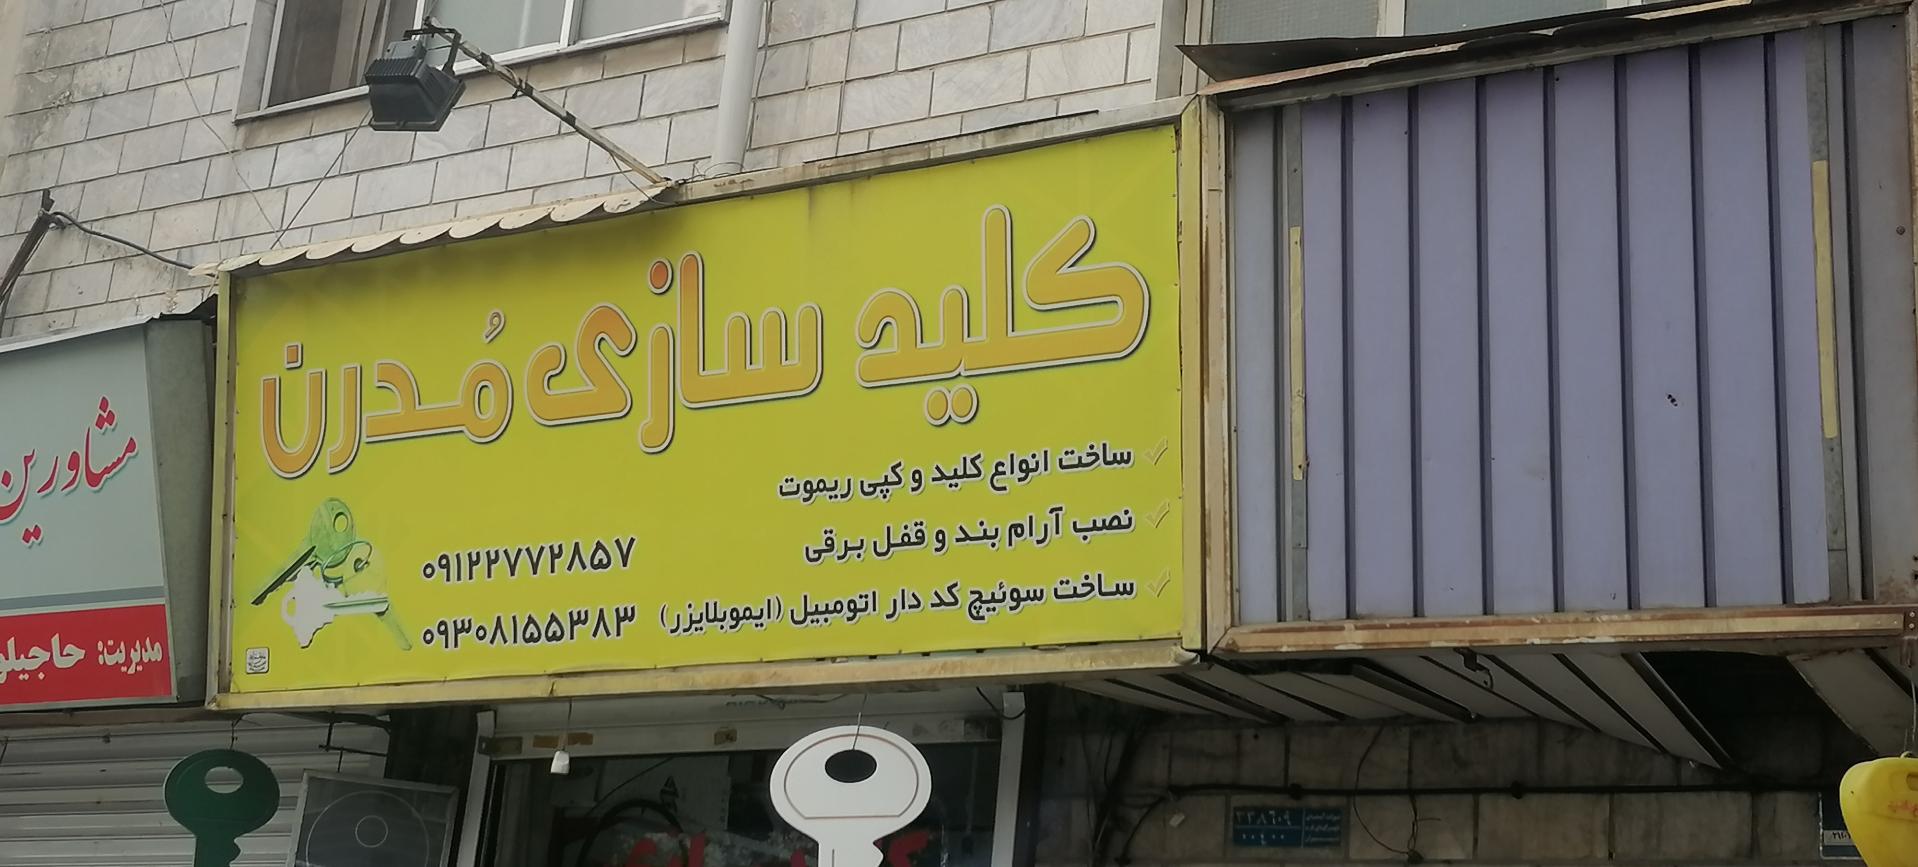 کلید سازی مُدرن
ساخت انواع کلید و کپی ریموت
نصب آرام بند و قفل برقی
ساخت سوئیچ کد دار اتومبیل (ایموبلایزر)
۰۹۱۲۲۷۷۲۸۵۷
۰۹۳۰۸۱۵۵۳۸۳
مشاورین
مدیریت: حاجیلو